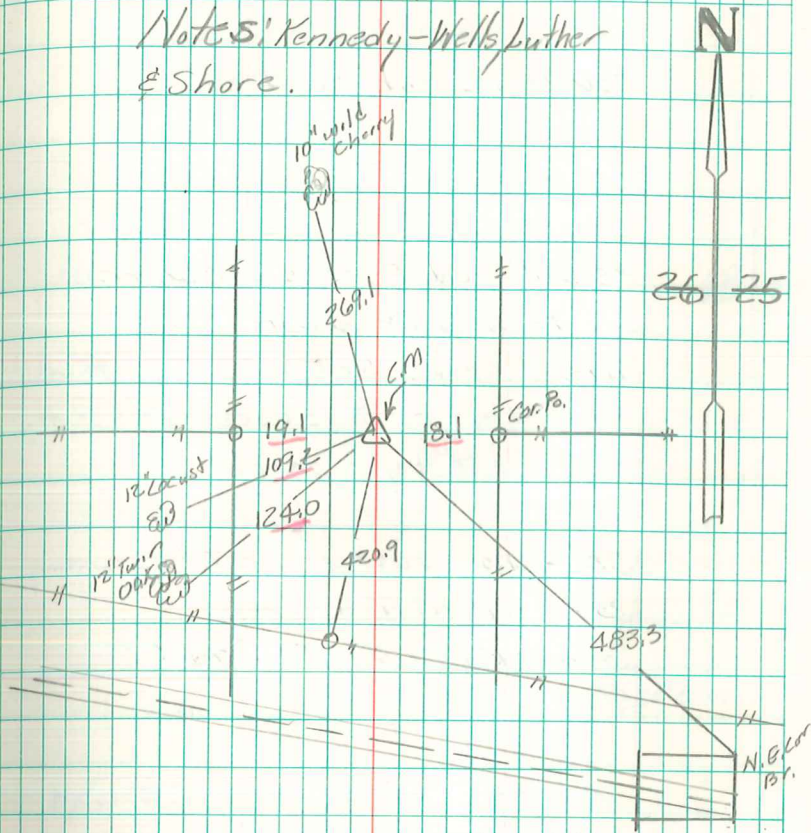 Notes: Kennedy-Wells, Luther
& Shore.
N
10" wild
Cherry
26 25
269.1
C.M
Cor. Po.
19.1
18.1
109.2
12" Locust
124.0
12" Twin
Oak
420.9
483.3
N.E. Cor
Br.